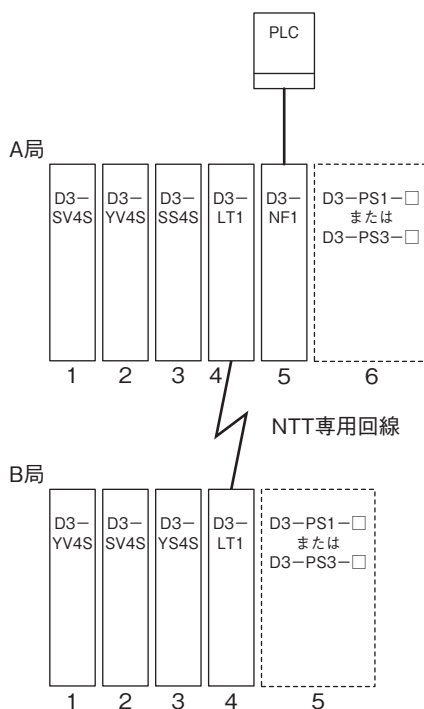 PLC
A局
D3−SV4S
D3−YV4S
D3−SS4S
D3−LT1
D3−NF1
D3−PS1−□
または
D3−PS3−□
1 2 3 4 5 6
NTT専用回線
B局
D3−YV4S
D3−SV4S
D3−YS4S
D3−LT1
D3−PS1−□
または
D3−PS3−□
1 2 3 4 5